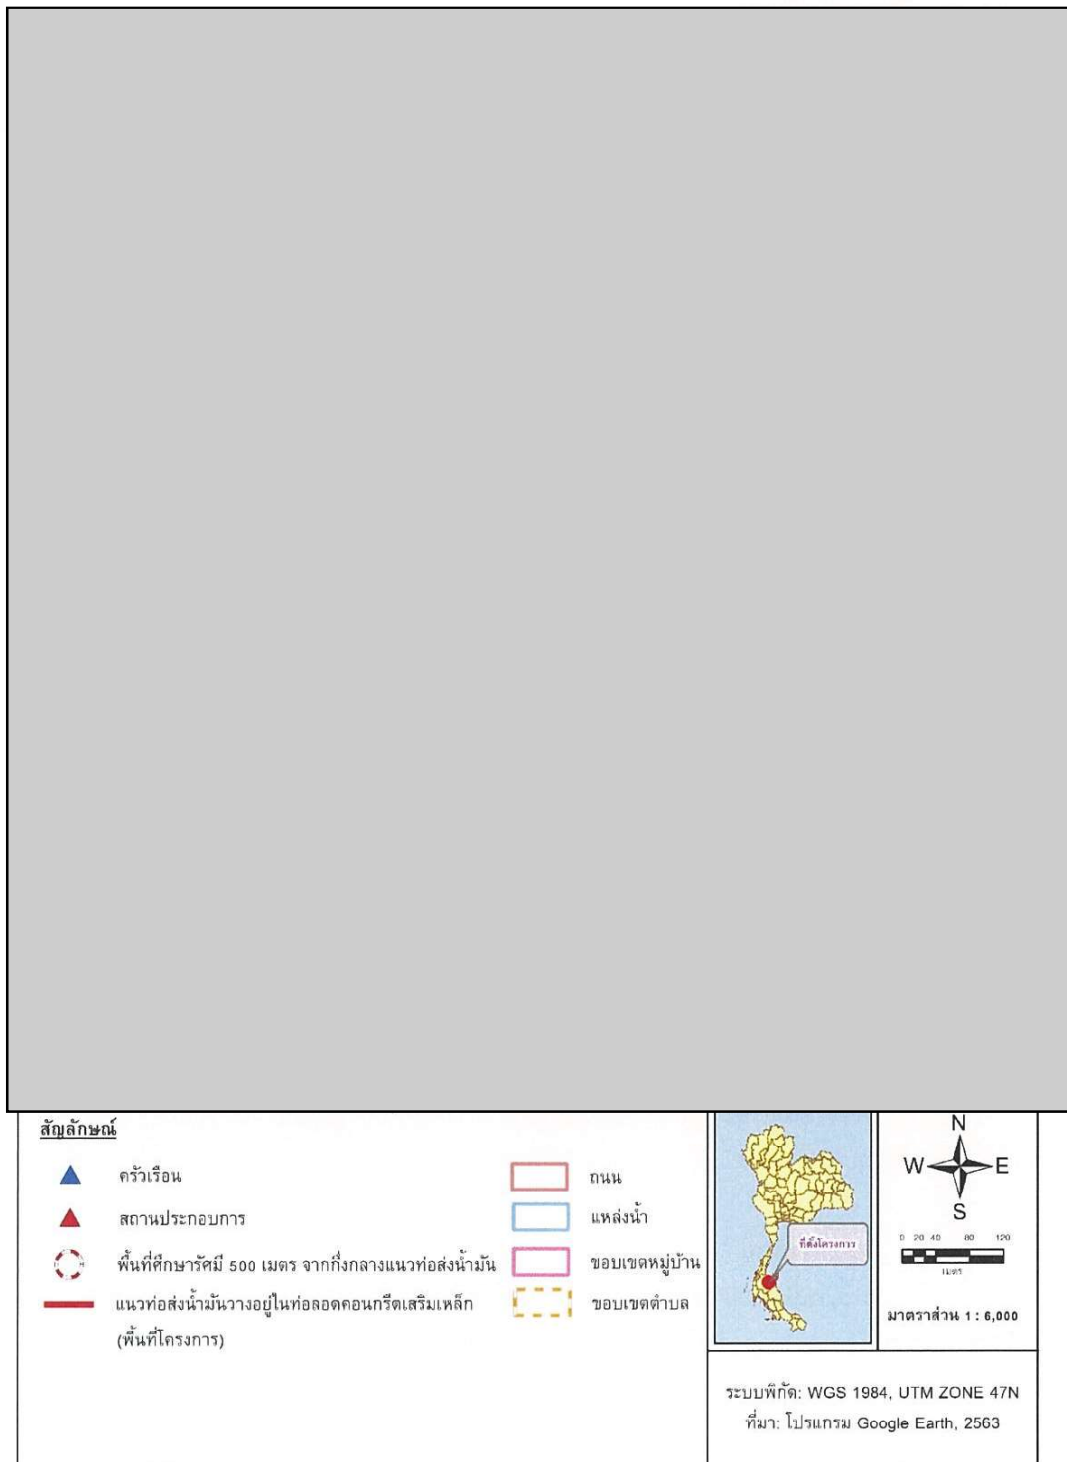 สัญลักษณ์
ครัวเรือน
สถานประกอบการ
พื้นที่ศึกษารัศมี 500 เมตร จากกึ่งกลางแนวท่อส่งน้ำมัน
แนวท่อส่งน้ำมันวางอยู่ในท่อลอดคอนกรีตเสริมเหล็ก
(พื้นที่โครงการ)
ถนน
แหล่งน้ำ
ขอบเขตหมู่บ้าน
ขอบเขตตำบล
ที่ตั้งโครงการ
N
W E
S
0 20 40 80 120
เมตร
มาตราส่วน 1 : 6,000
ระบบพิกัด: WGS 1984, UTM ZONE 47N
ที่มา: โปรแกรม Google Earth, 2563